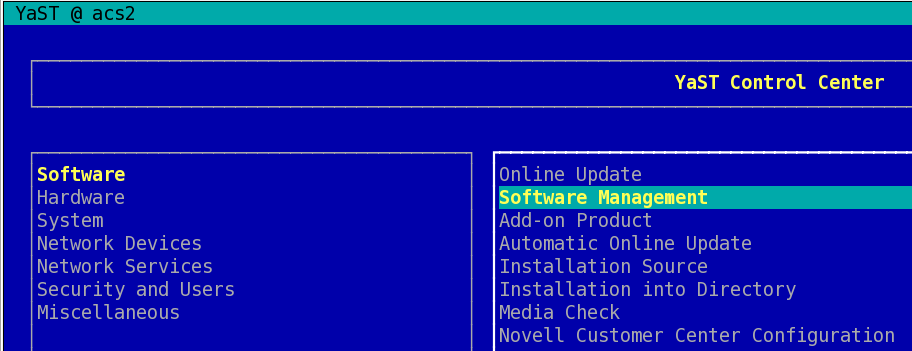 YaST @ acs2
YaST Control Center
Software
Hardware
System
Network Devices
Network Services
Security and Users
Miscellaneous
Online Update
Software Management
Add-on Product
Automatic Online Update
Installation Source
Installation into Directory
Media Check
Novell Customer Center Configuration